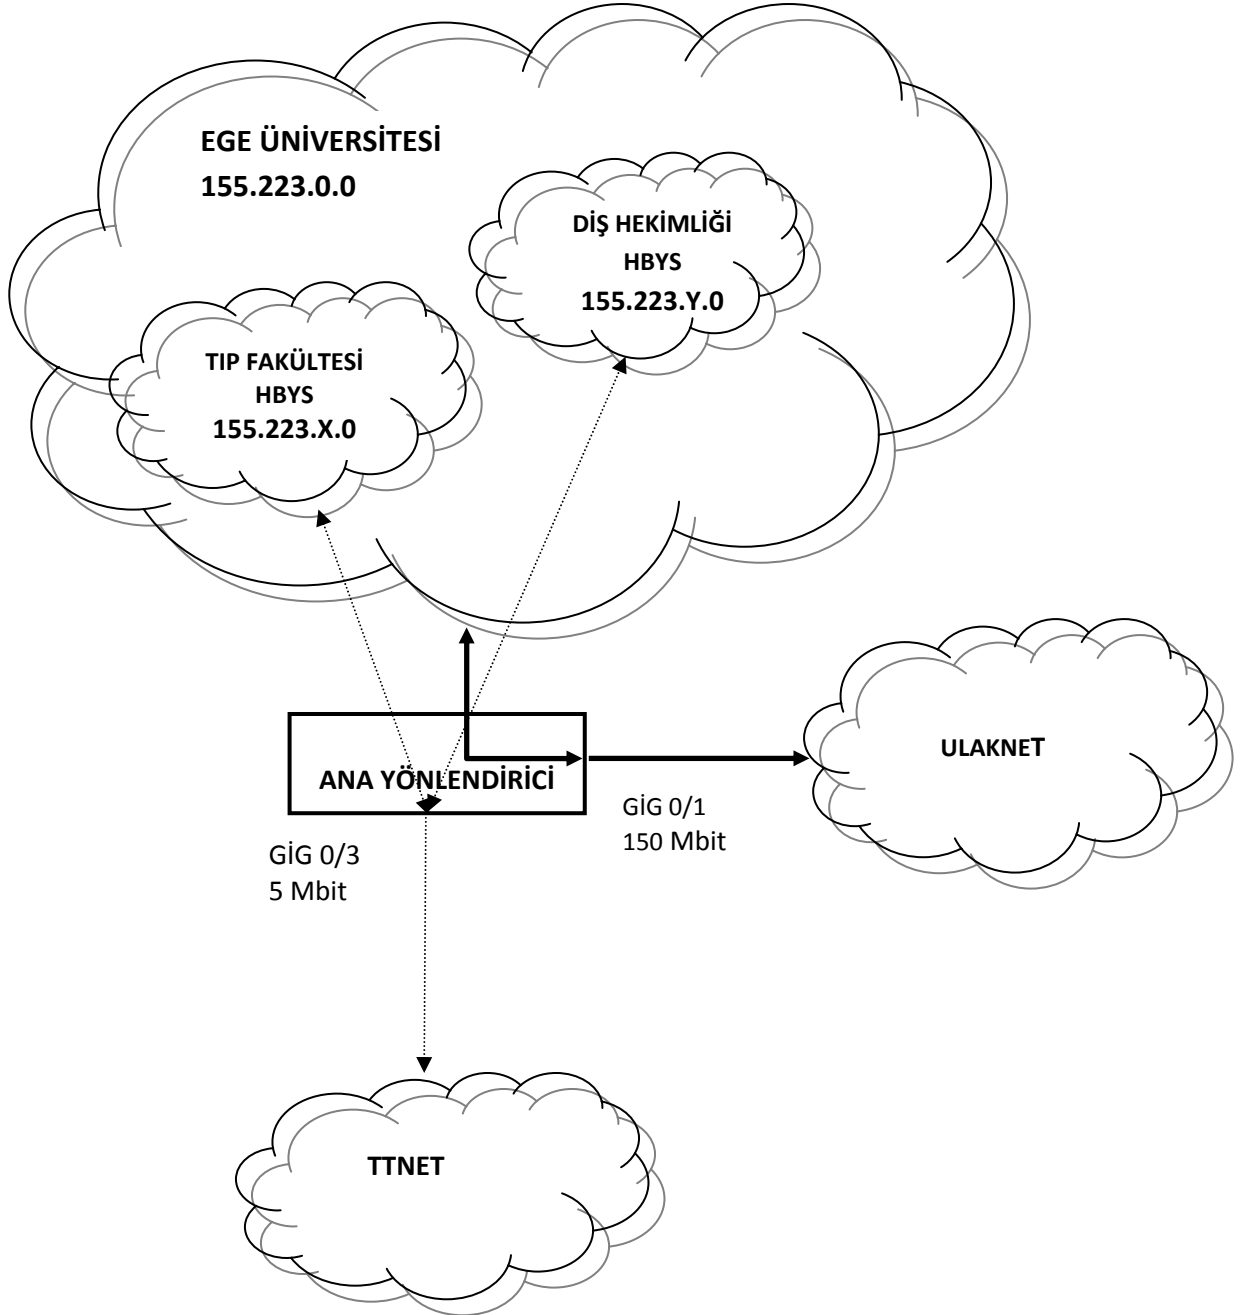 EGE ÜNİVERSİTESİ
155.223.0.0
DİŞ HEKİMLİĞİ
HBYS
155.223.Y.0
TIP FAKÜLTESİ
HBYS
155.223.X.0
ANA YÖNLENDİRİCİ
ULAKNET
GİG 0/1
150 Mbit
GİG 0/3
5 Mbit
TTNET